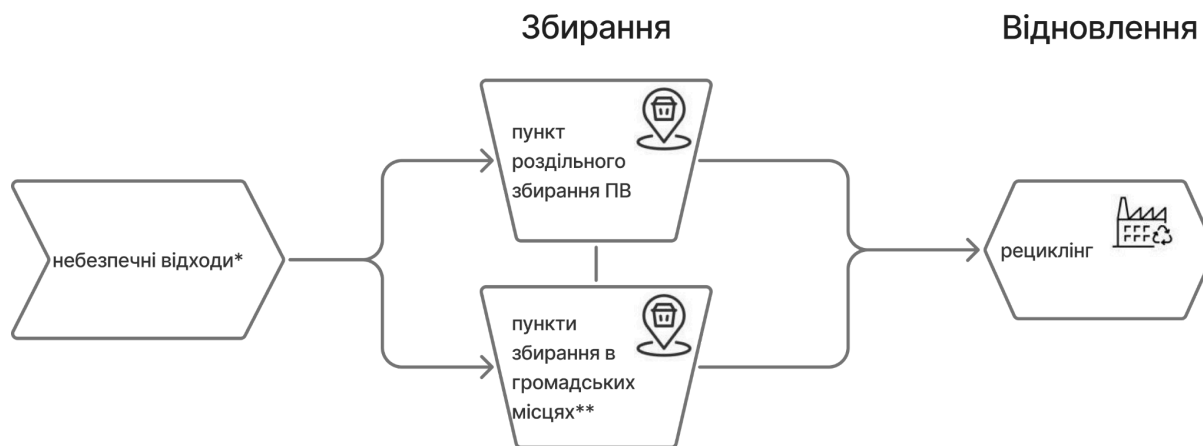 Збирання
Відновлення
пункт
роздільного
збирання ПВ
небезпечні відходи*
рециклінг
пункти
збирання в
громадських
місцях**